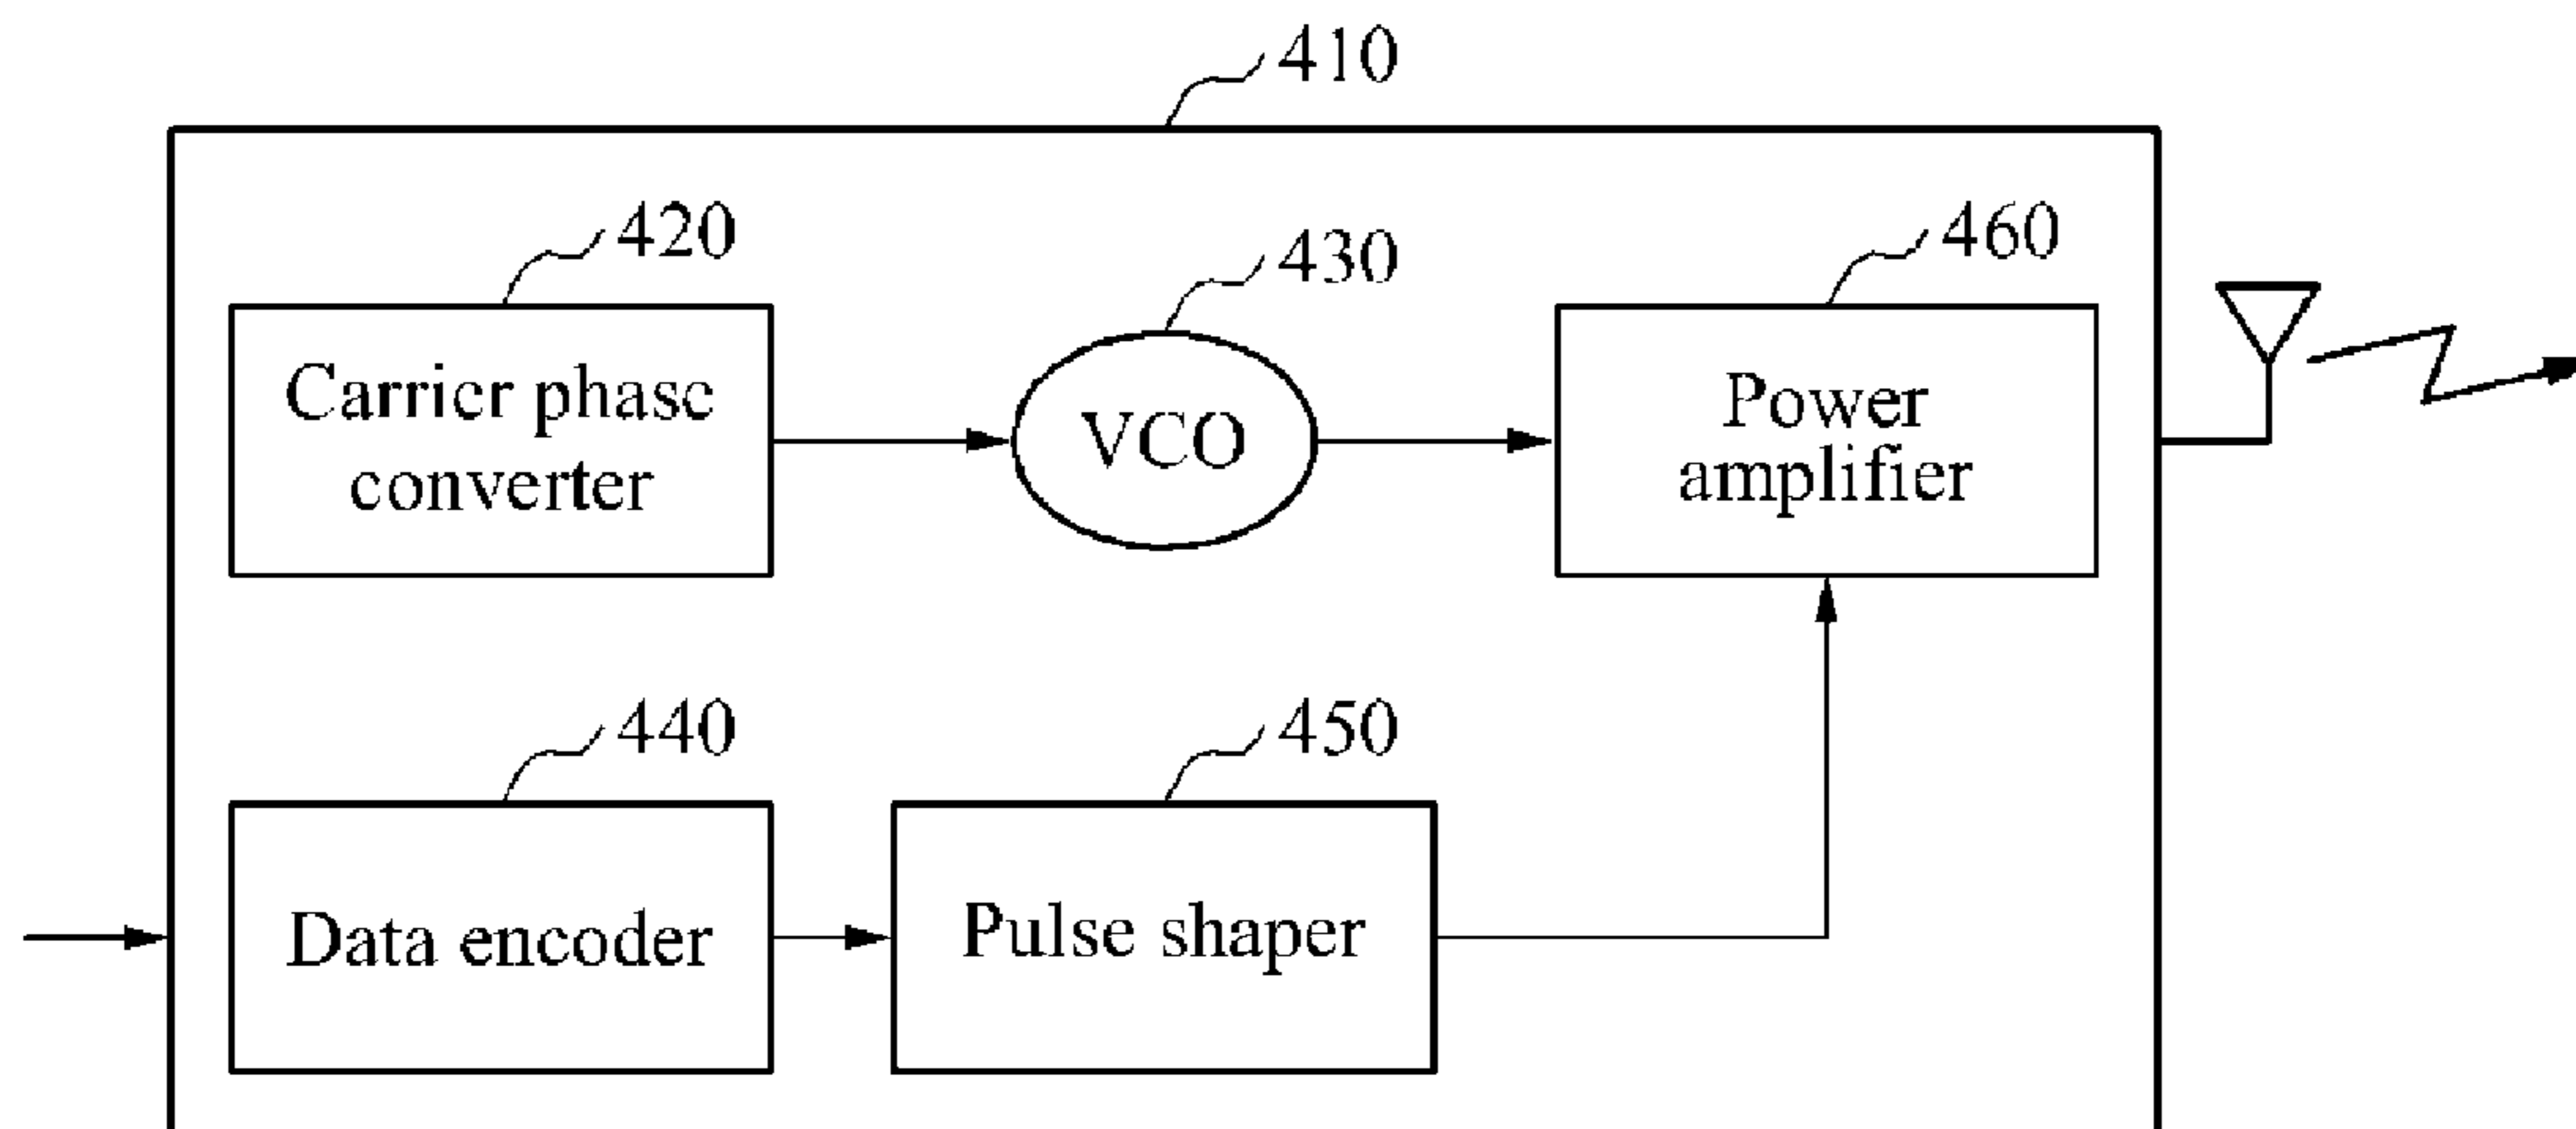 410
420
430
460
Carrier phase
converter
VCO
Power
amplifier
440
450
Data encoder
Pulse shaper